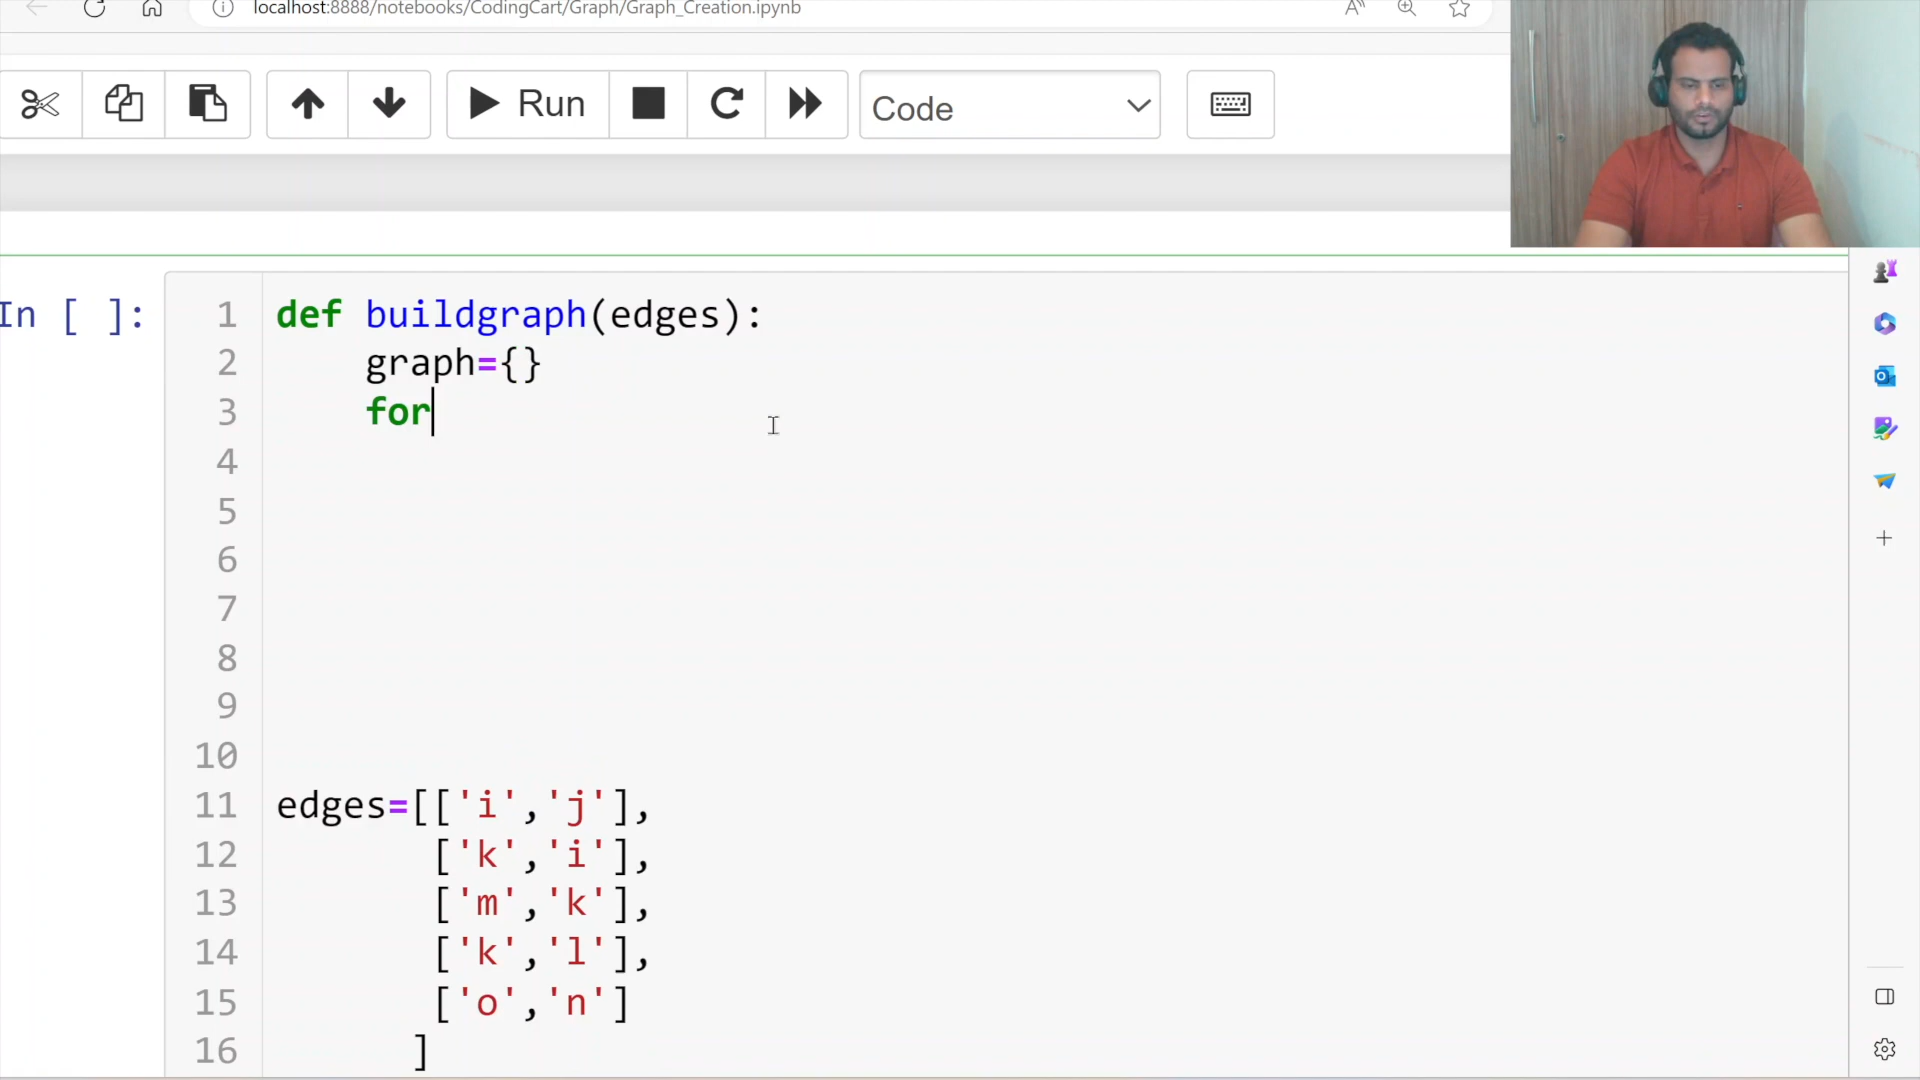 localhost:8888/notebooks/CodingCart/Graph/Graph_Creation.ipynb
Run
Code
In [ ]:
1 def buildgraph(edges):
2 graph={}
3 for
4
5
6
7
8
9
10
11 edges=[['i','j'],
12 ['k','i'],
13 ['m','k'],
14 ['k','l'],
15 ['o','n']
16 ]